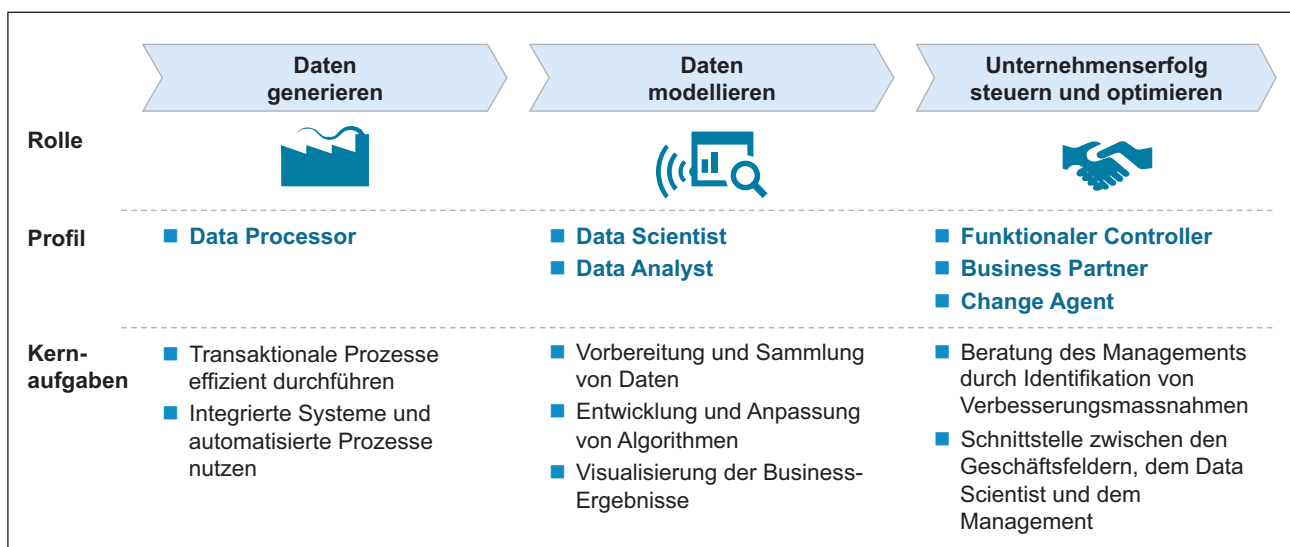 Daten
generieren
Daten
modellieren
Unternehmenserfolg
steuern und optimieren
Rolle
Profil
Data Processor
Data Scientist
Data Analyst
Funktionaler Controller
Business Partner
Change Agent
Kern-
aufgaben
Transaktionale Prozesse
effizient durchführen
Integrierte Systeme und
automatisierte Prozesse
nutzen
Vorbereitung und Sammlung
von Daten
Entwicklung und Anpassung
von Algorithmen
Visualisierung der Business-
Ergebnisse
Beratung des Managements
durch Identifikation von
Verbesserungsmassnahmen
Schnittstelle zwischen den
Geschäftsfeldern, dem Data
Scientist und dem
Management